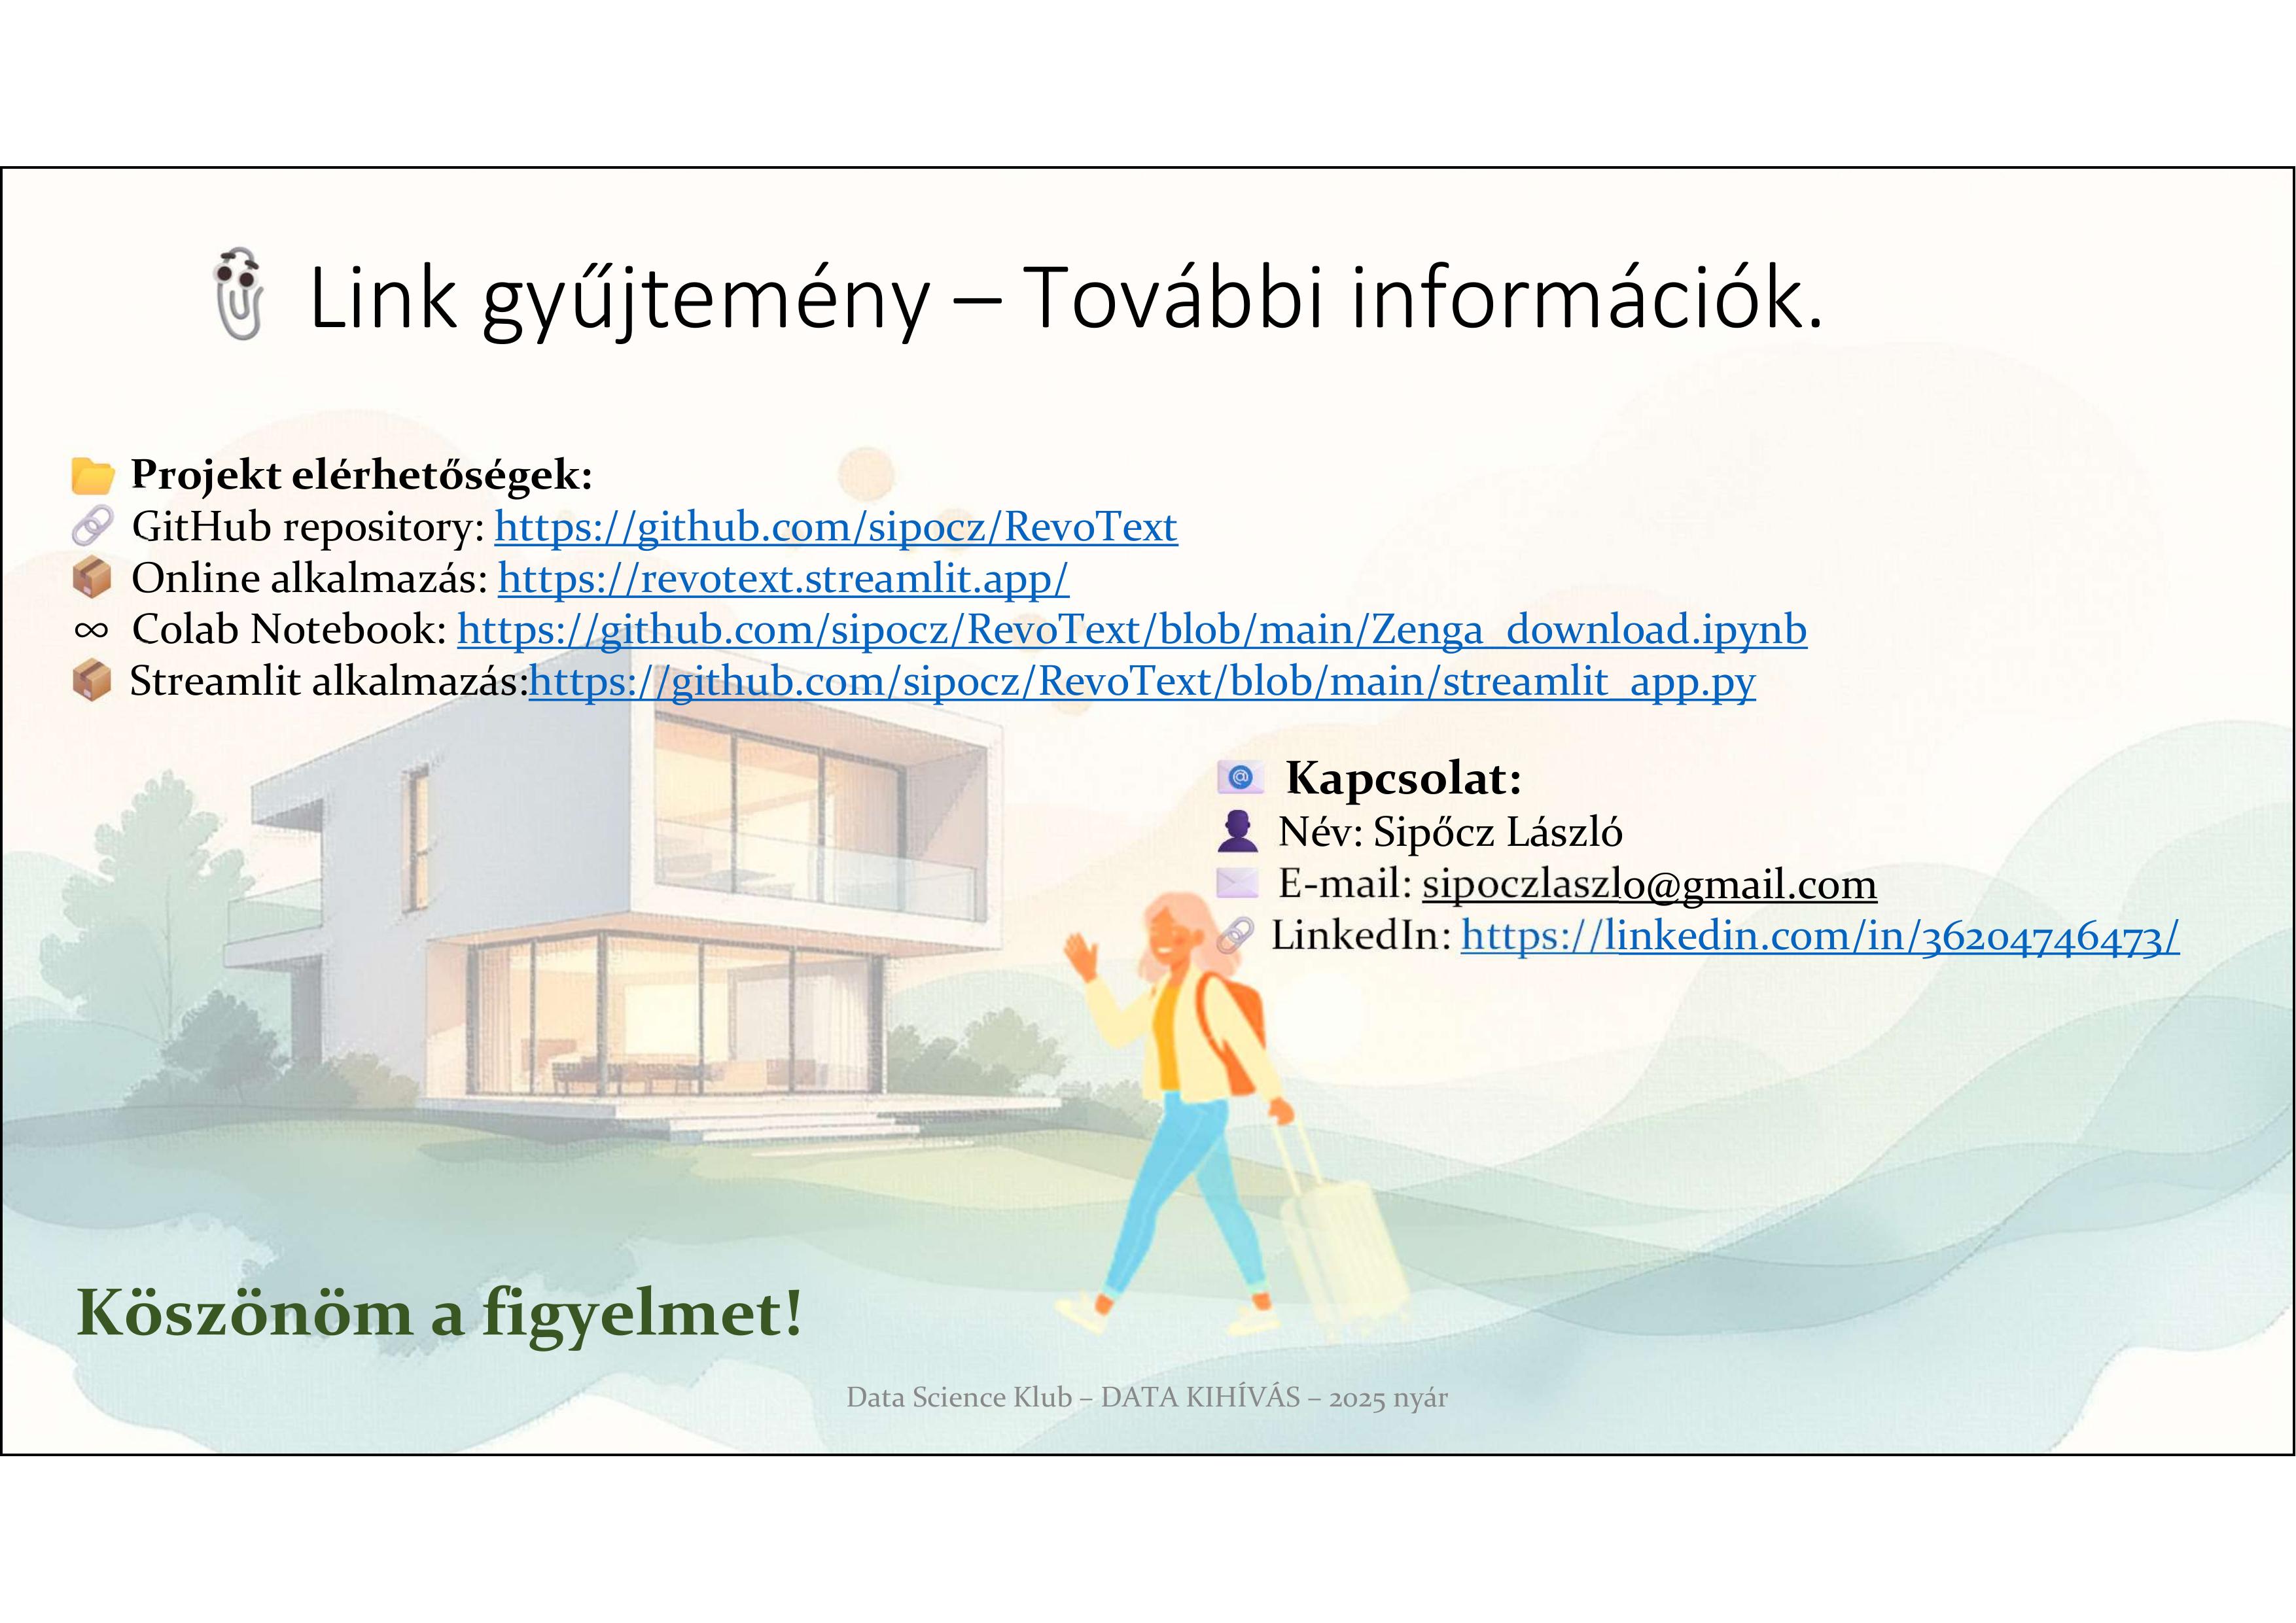 Link gyűjtemény – További információk.
Projekt elérhetőségek:
GitHub repository: https://github.com/sipocz/RevoText
Online alkalmazás: https://revotext.streamlit.app/
∞ Colab Notebook: https://github.com/sipocz/RevoText/blob/main/Zenga_download.ipynb
Streamlit alkalmazás:https://github.com/sipocz/RevoText/blob/main/streamlit_app.py
Kapcsolat:
Név: Sipőcz László
E-mail: sipoczlaszlo@gmail.com
LinkedIn: https://linkedin.com/in/36204746473/
Köszönöm a figyelmet!
Data Science Klub – DATA KIHÍVÁS – 2025 nyár